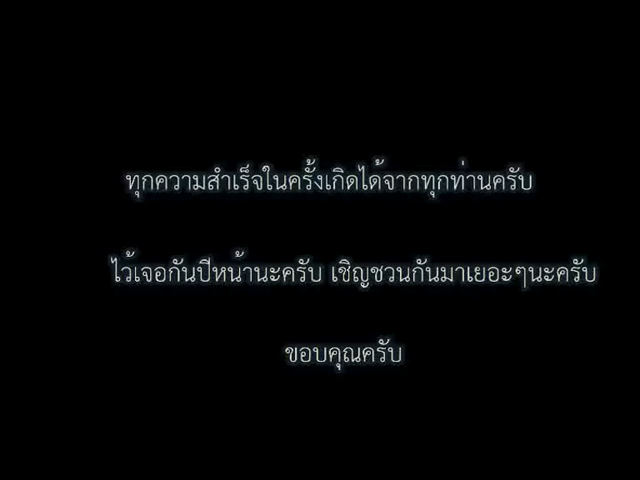 ทุกความสำเร็จในครั้งเกิดได้จากทุกท่านครับ
ไว้เจอกันปีหน้านะครับ เชิญชวนกันมาเยอะๆนะครับ
ขอบคุณครับ